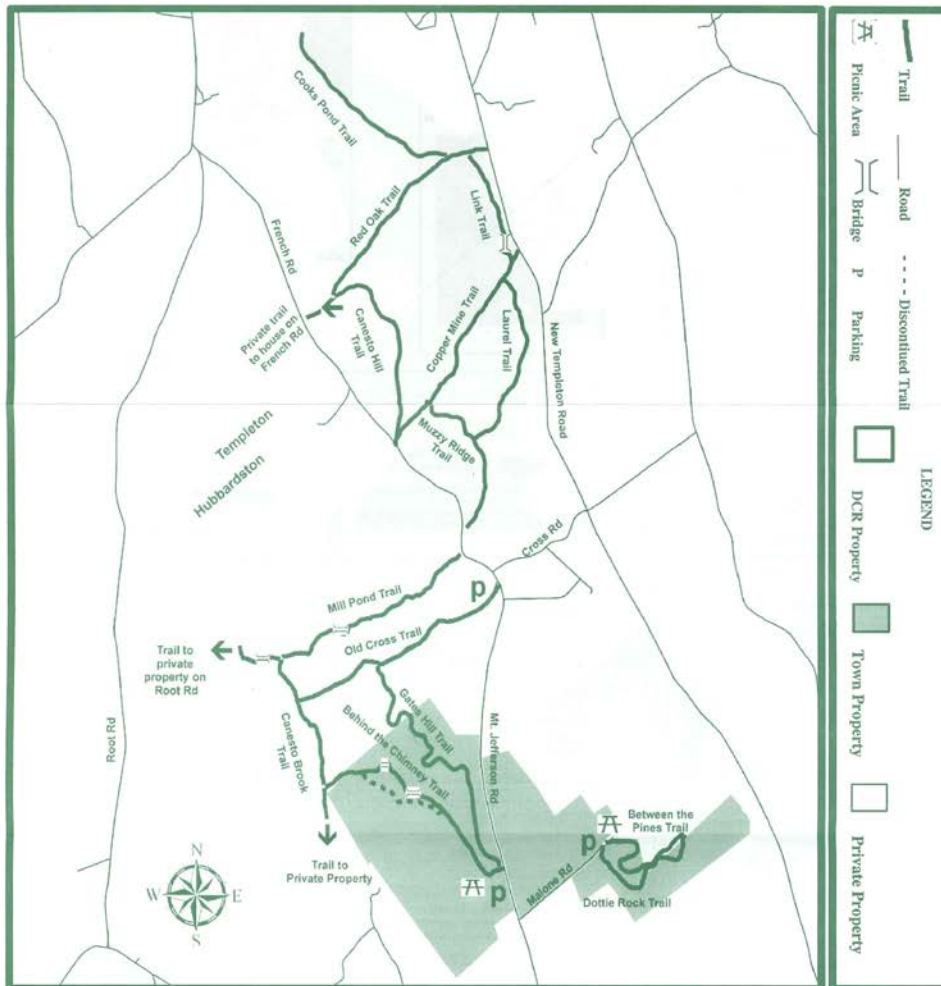 Cooks Pond Trail
Link Trail
Red Oak Trail
French Rd
Private trail
to house on
French Rd
Canesto Hill
Trail
Copper Mine Trail
Laurel Trail
New Templeton Road
Muzzy Ridge
Trail
Templeton
Hubbardston
Cross Rd
Mill Pond Trail
P
Old Cross Trail
Trail to
private
property on
Root Rd
Root Rd
Canesto Brook
Trail
Gates Hill Trail
Behind the Chimney Trail
Mt. Jefferson Rd
Trail to
Private Property
P
Malone Rd
P
Between the
Pines Trail
Dottie Rock Trail
N
W
E
S
LEGEND
Trail
Road
Discontiued Trail
Picnic Area
Bridge
P
Parking
DCR Property
Town Property
Private Property